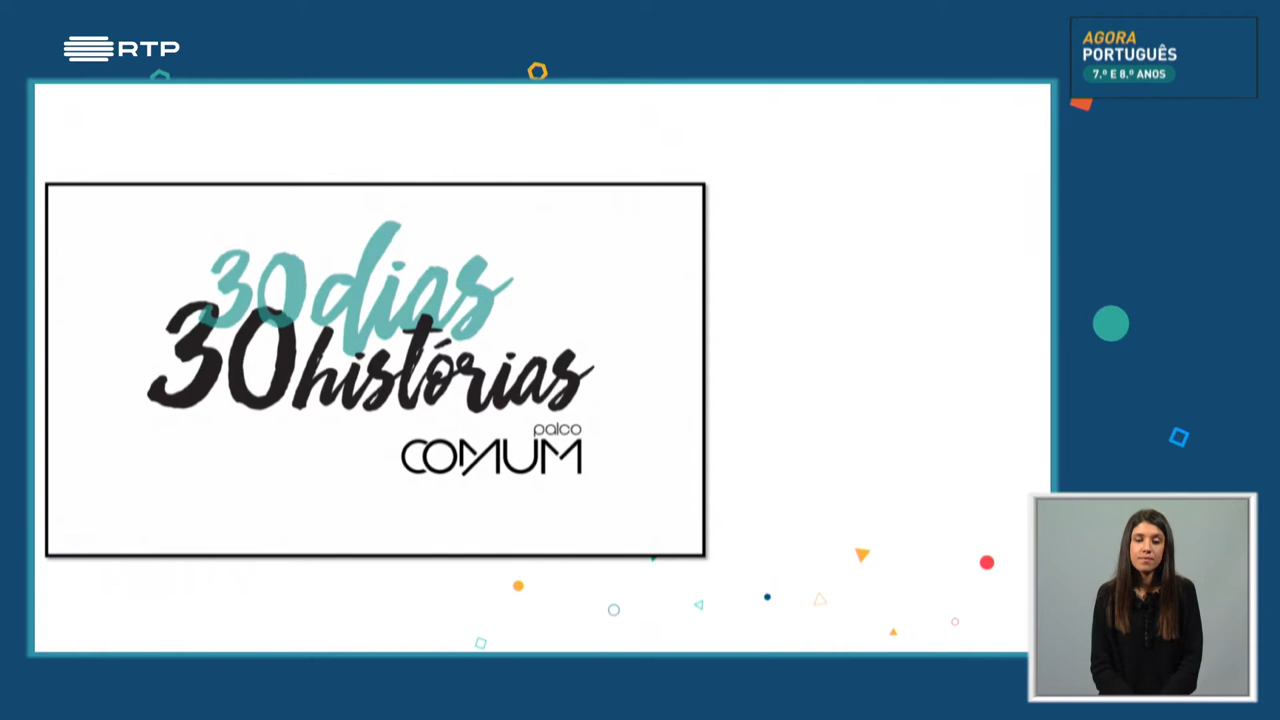 RTP
AGORA
PORTUGUÊS
7.º E 8.º ANOS
30 dias
30 histórias
palco
COMUM